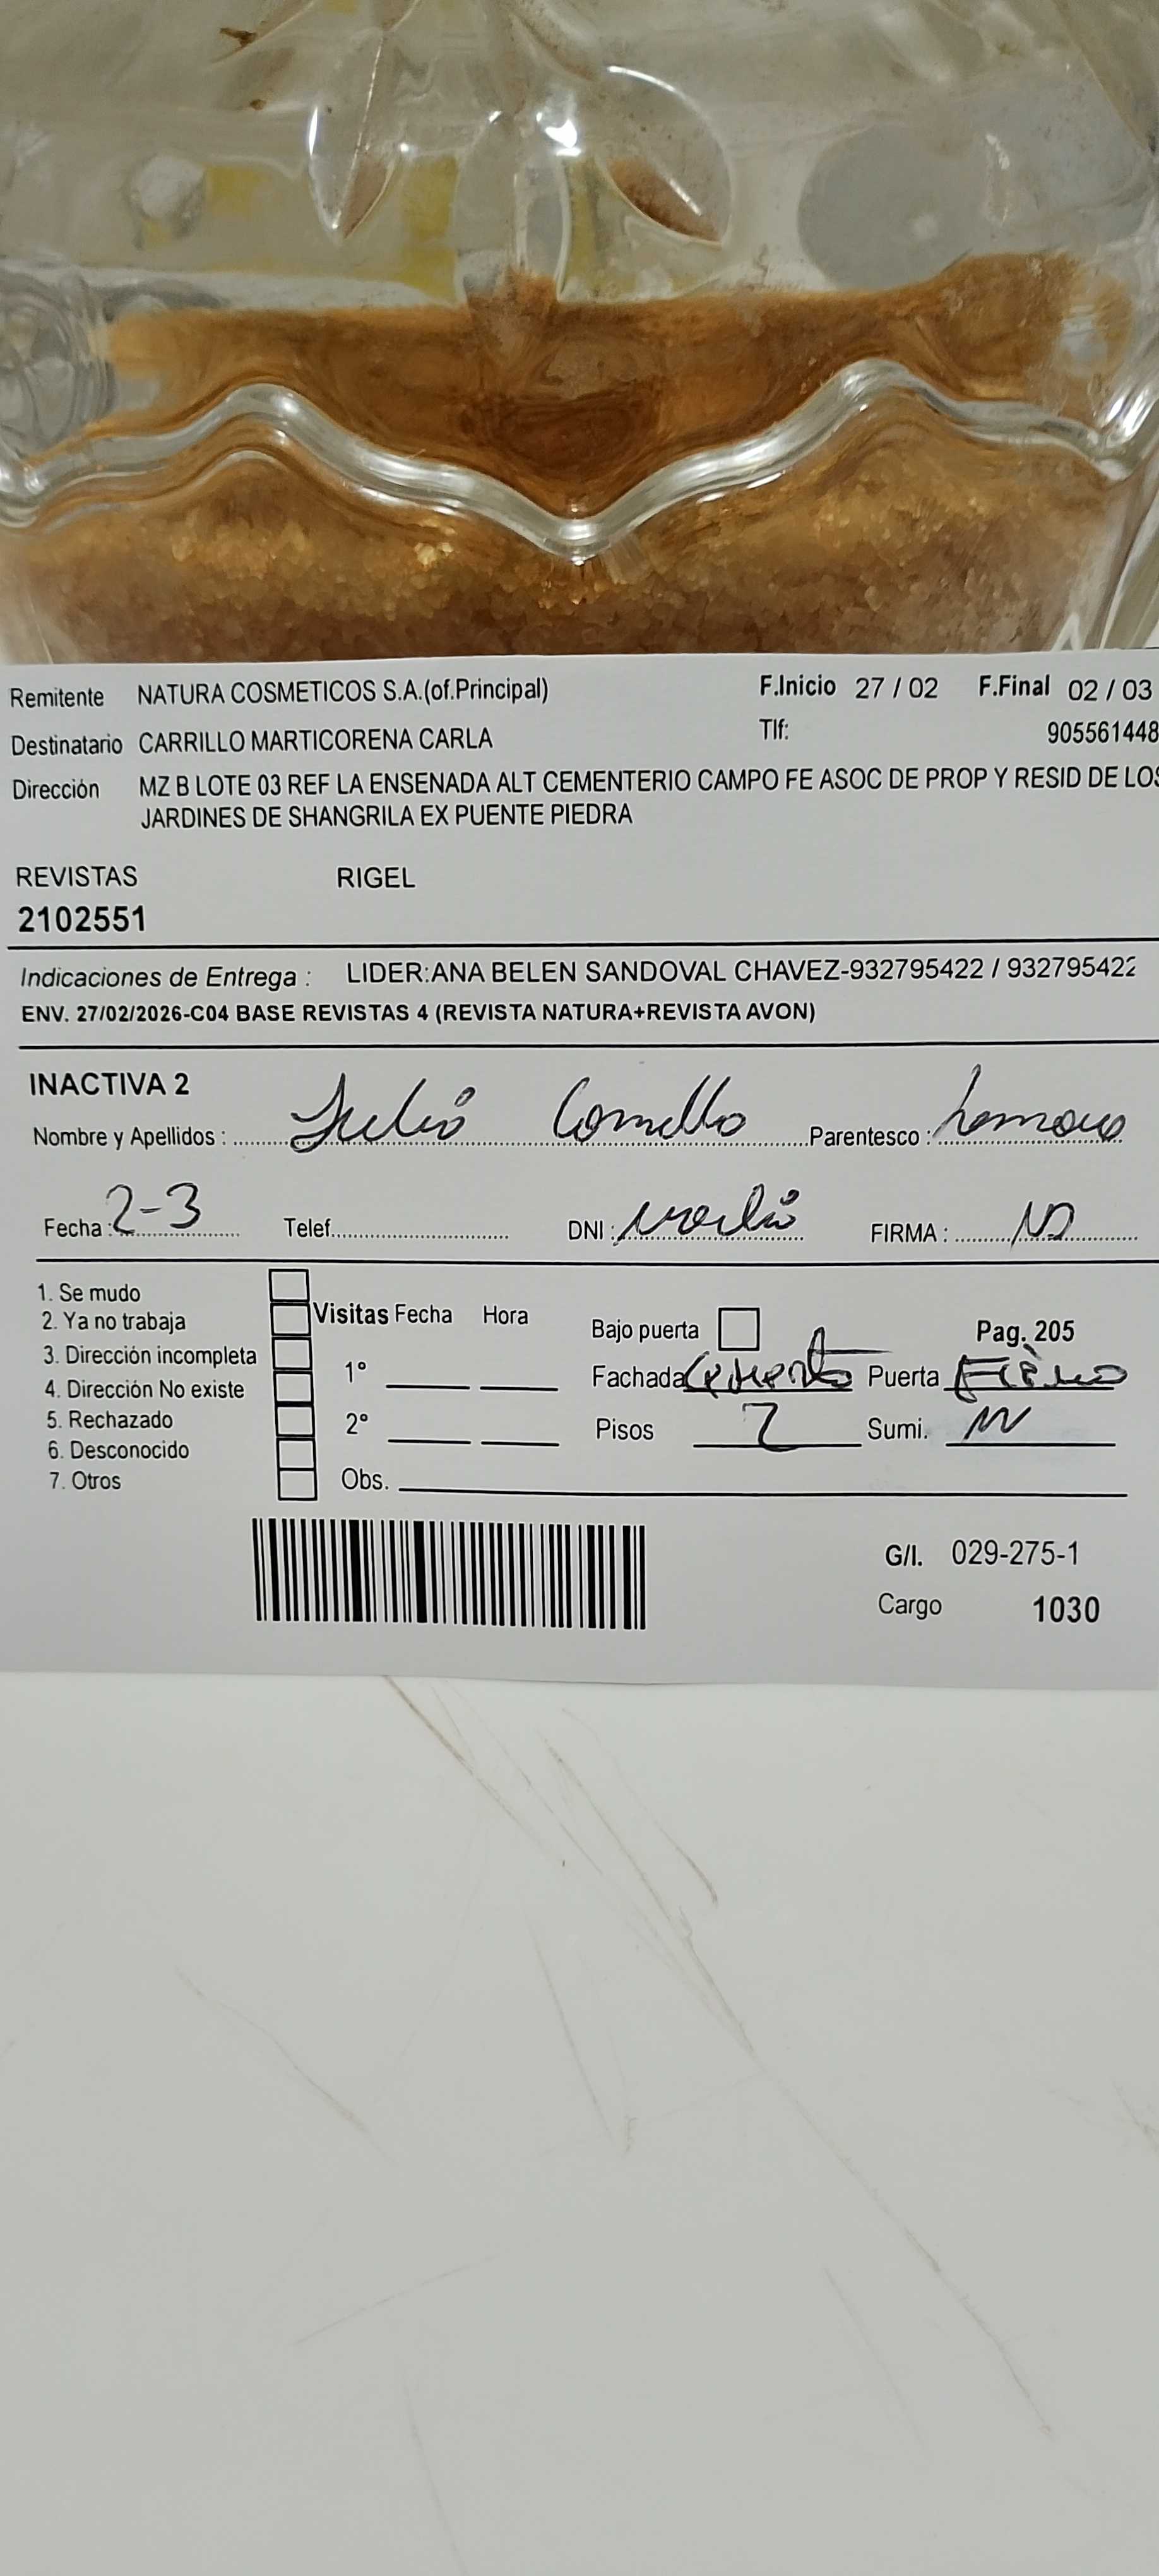 Remitente NATURA COSMETICOS S.A.(of.Principal) F.Inicio 27 / 02 F.Final 02 / 03
Destinatario CARRILLO MARTICORENA CARLA Tlf: 905561448
Dirección MZ B LOTE 03 REF LA ENSENADA ALT CEMENTERIO CAMPO FE ASOC DE PROP Y RESID DE LOS
JARDINES DE SHANGRILA EX PUENTE PIEDRA
REVISTAS RIGEL
2102551
Indicaciones de Entrega : LIDER:ANA BELEN SANDOVAL CHAVEZ-932795422 / 932795422
ENV. 27/02/2026-C04 BASE REVISTAS 4 (REVISTA NATURA+REVISTA AVON)
INACTIVA 2
Nombre y Apellidos : Julio Parentesco :
Fecha : 2-3 Telef. DNI : FIRMA :
1. Se mudo
2. Ya no trabaja Visitas Fecha Hora Bajo puerta Pag. 205
3. Dirección incompleta 1° Fachada Puerta
4. Dirección No existe
5. Rechazado 2° Pisos 2 Sumi.
6. Desconocido
7. Otros Obs.
G/I. 029-275-1
Cargo 1030